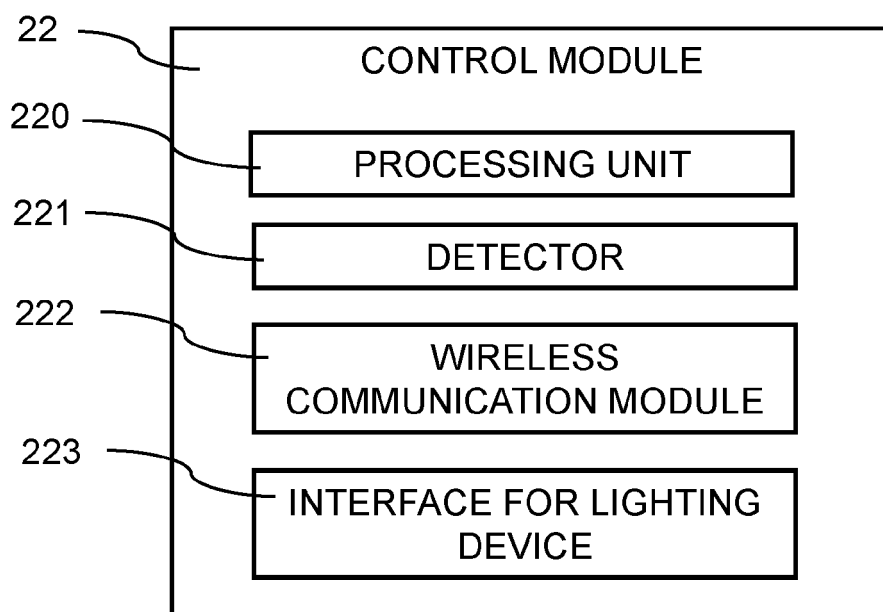 22
CONTROL MODULE
220
PROCESSING UNIT
221
DETECTOR
222
WIRELESS
COMMUNICATION MODULE
223
INTERFACE FOR LIGHTING
DEVICE